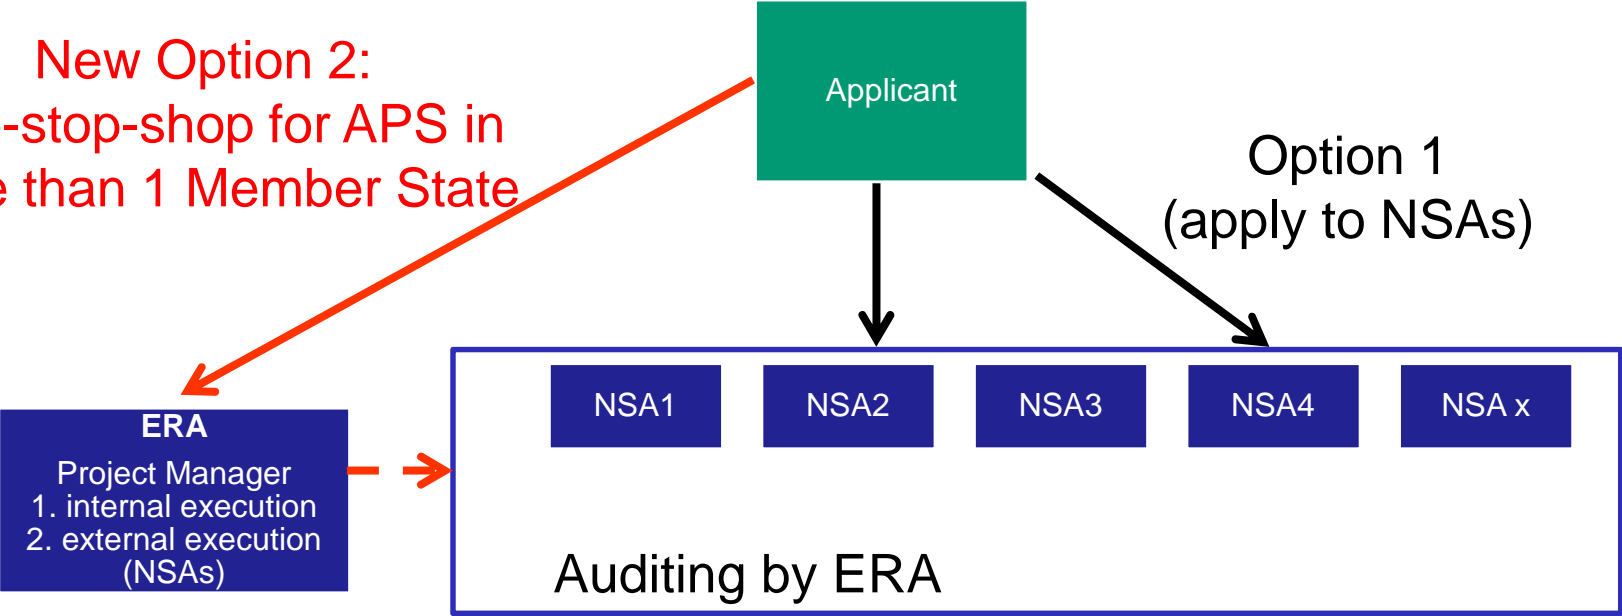 New Option 2:
-stop-shop for APS in
than 1 Member State
Applicant
Option 1
(apply to NSAs)
NSA1
NSA2
NSA3
NSA4
NSA x
ERA
Project Manager
1. internal execution
2. external execution
(NSAs)
Auditing by ERA